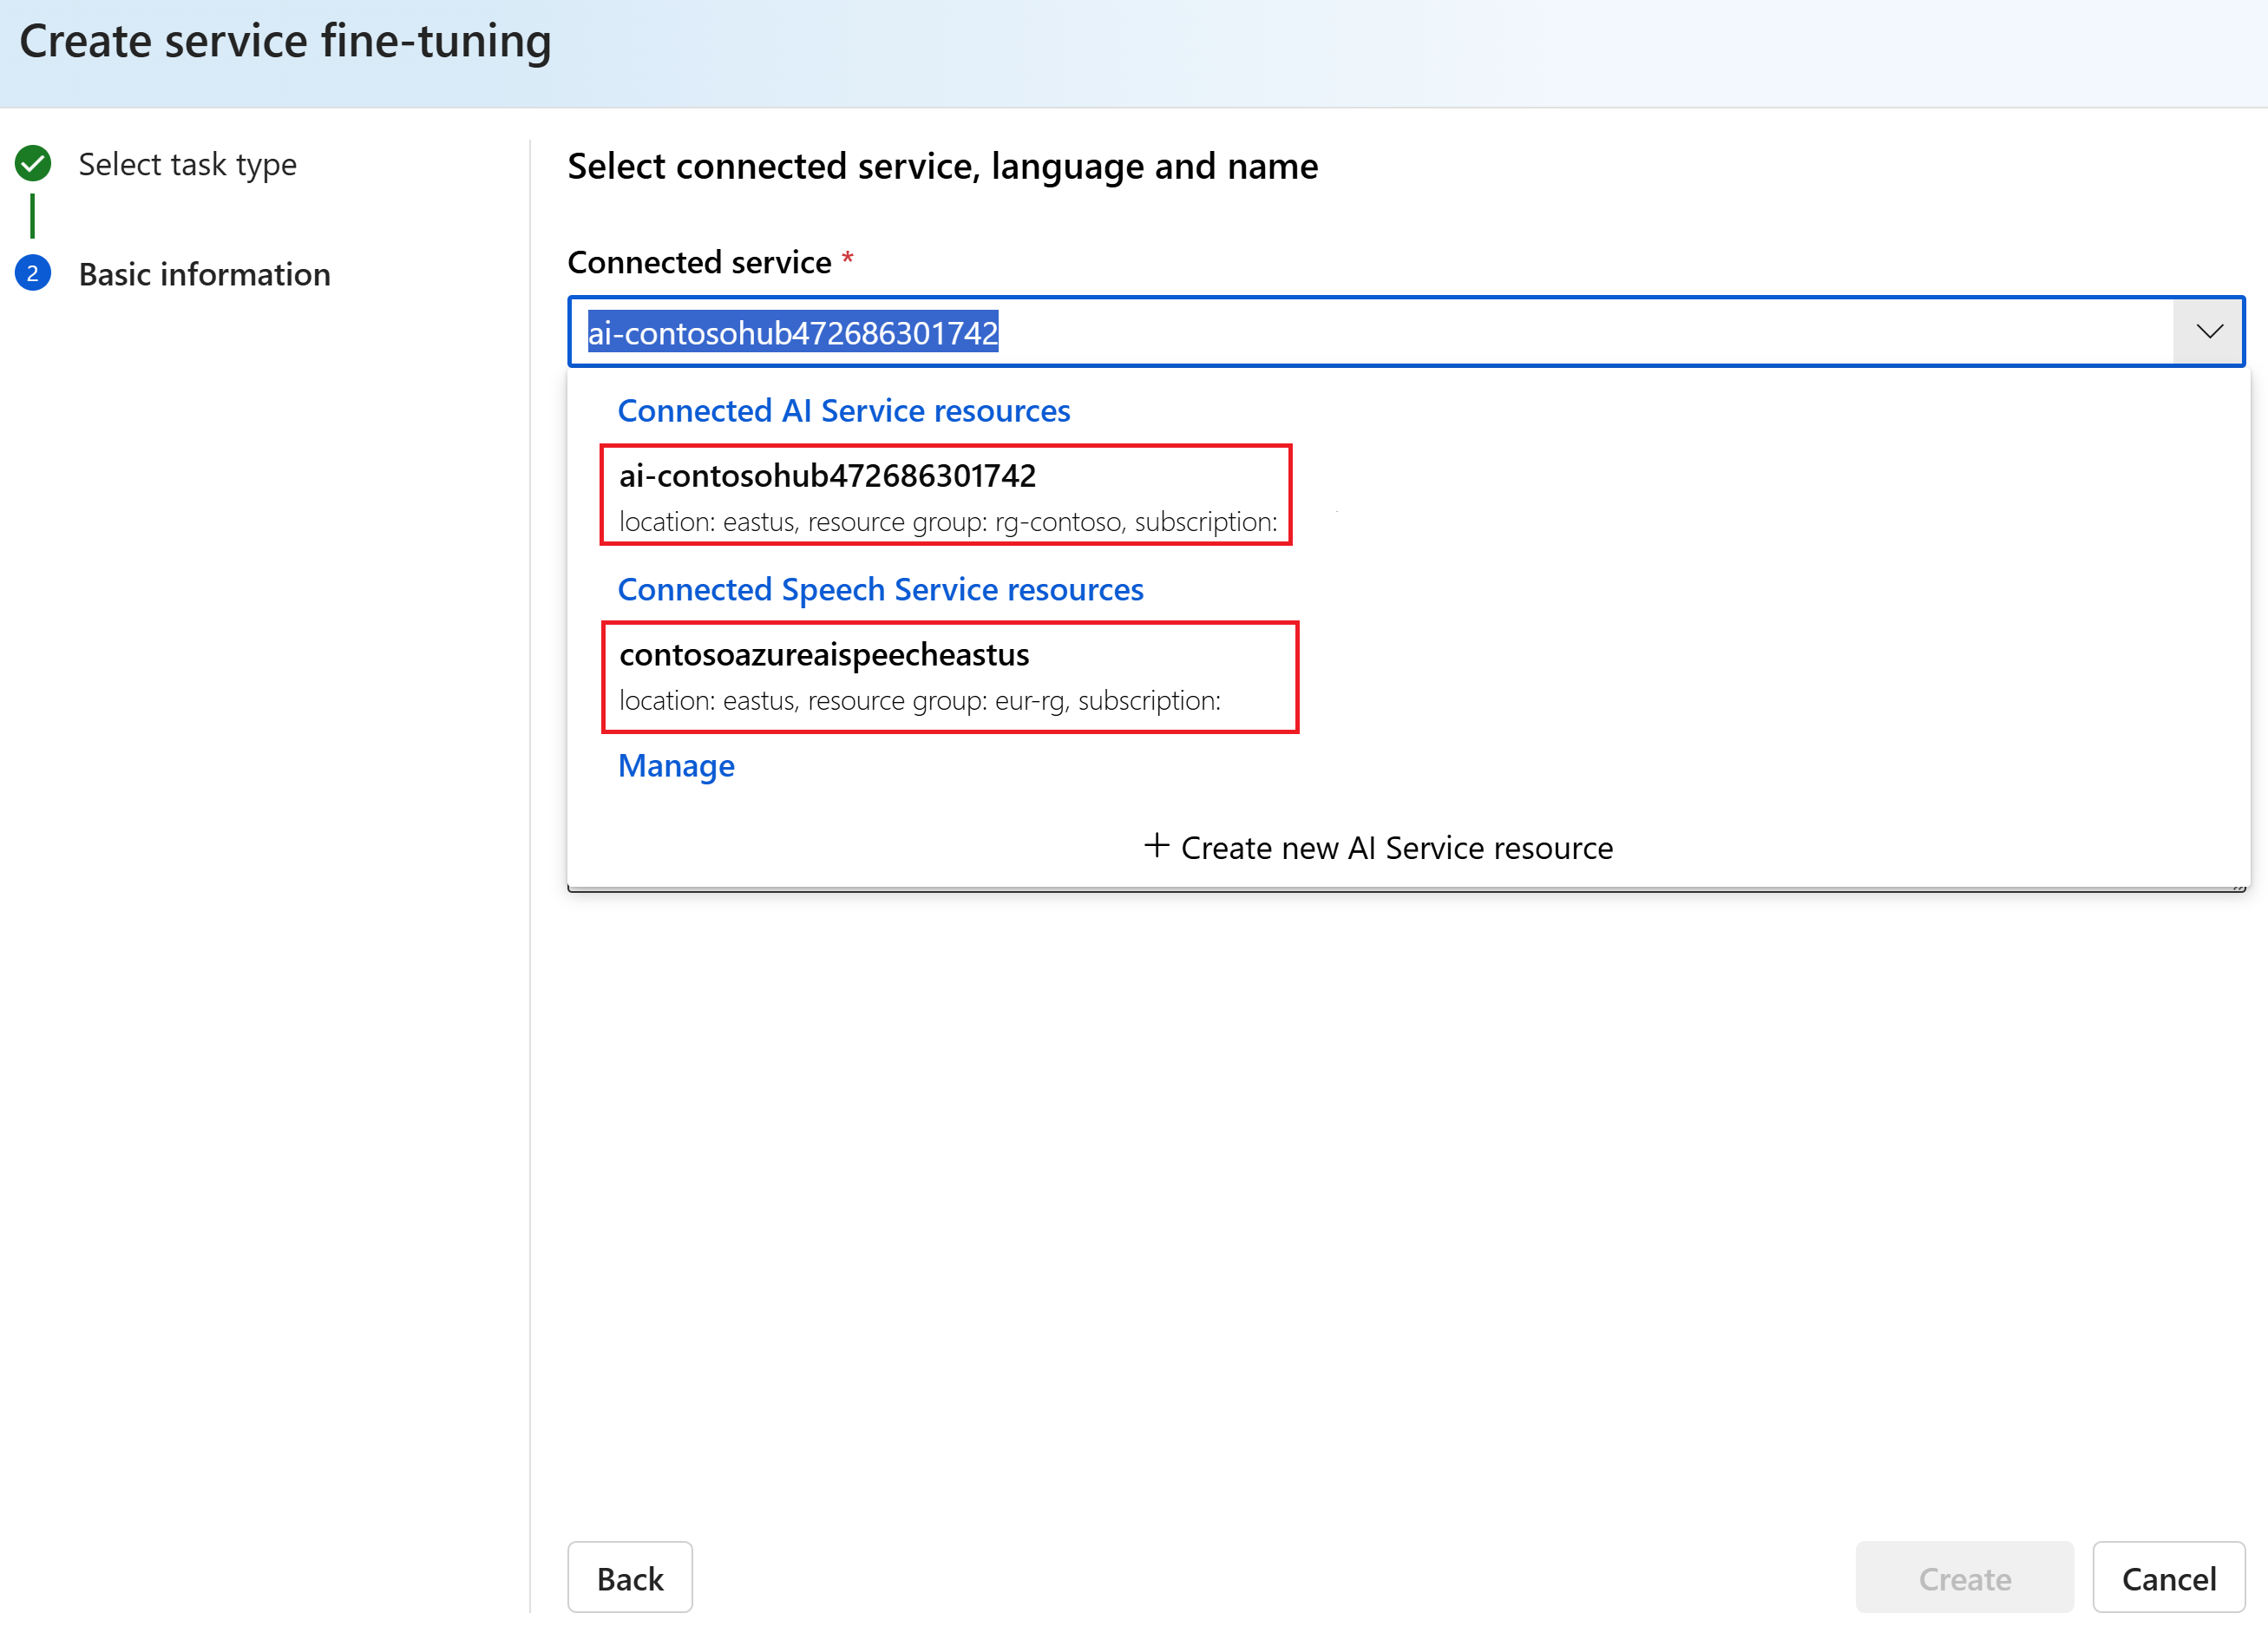 Create service fine-tuning
Select task type
2
Basic information
Select connected service, language and name
Connected service *
ai-contosohub472686301742
Connected AI Service resources
ai-contosohub472686301742
location: eastus, resource group: rg-contoso, subscription:
Connected Speech Service resources
contosoazureaispeecheastus
location: eastus, resource group: eur-rg, subscription:
Manage
+ Create new AI Service resource
Back
Create
Cancel